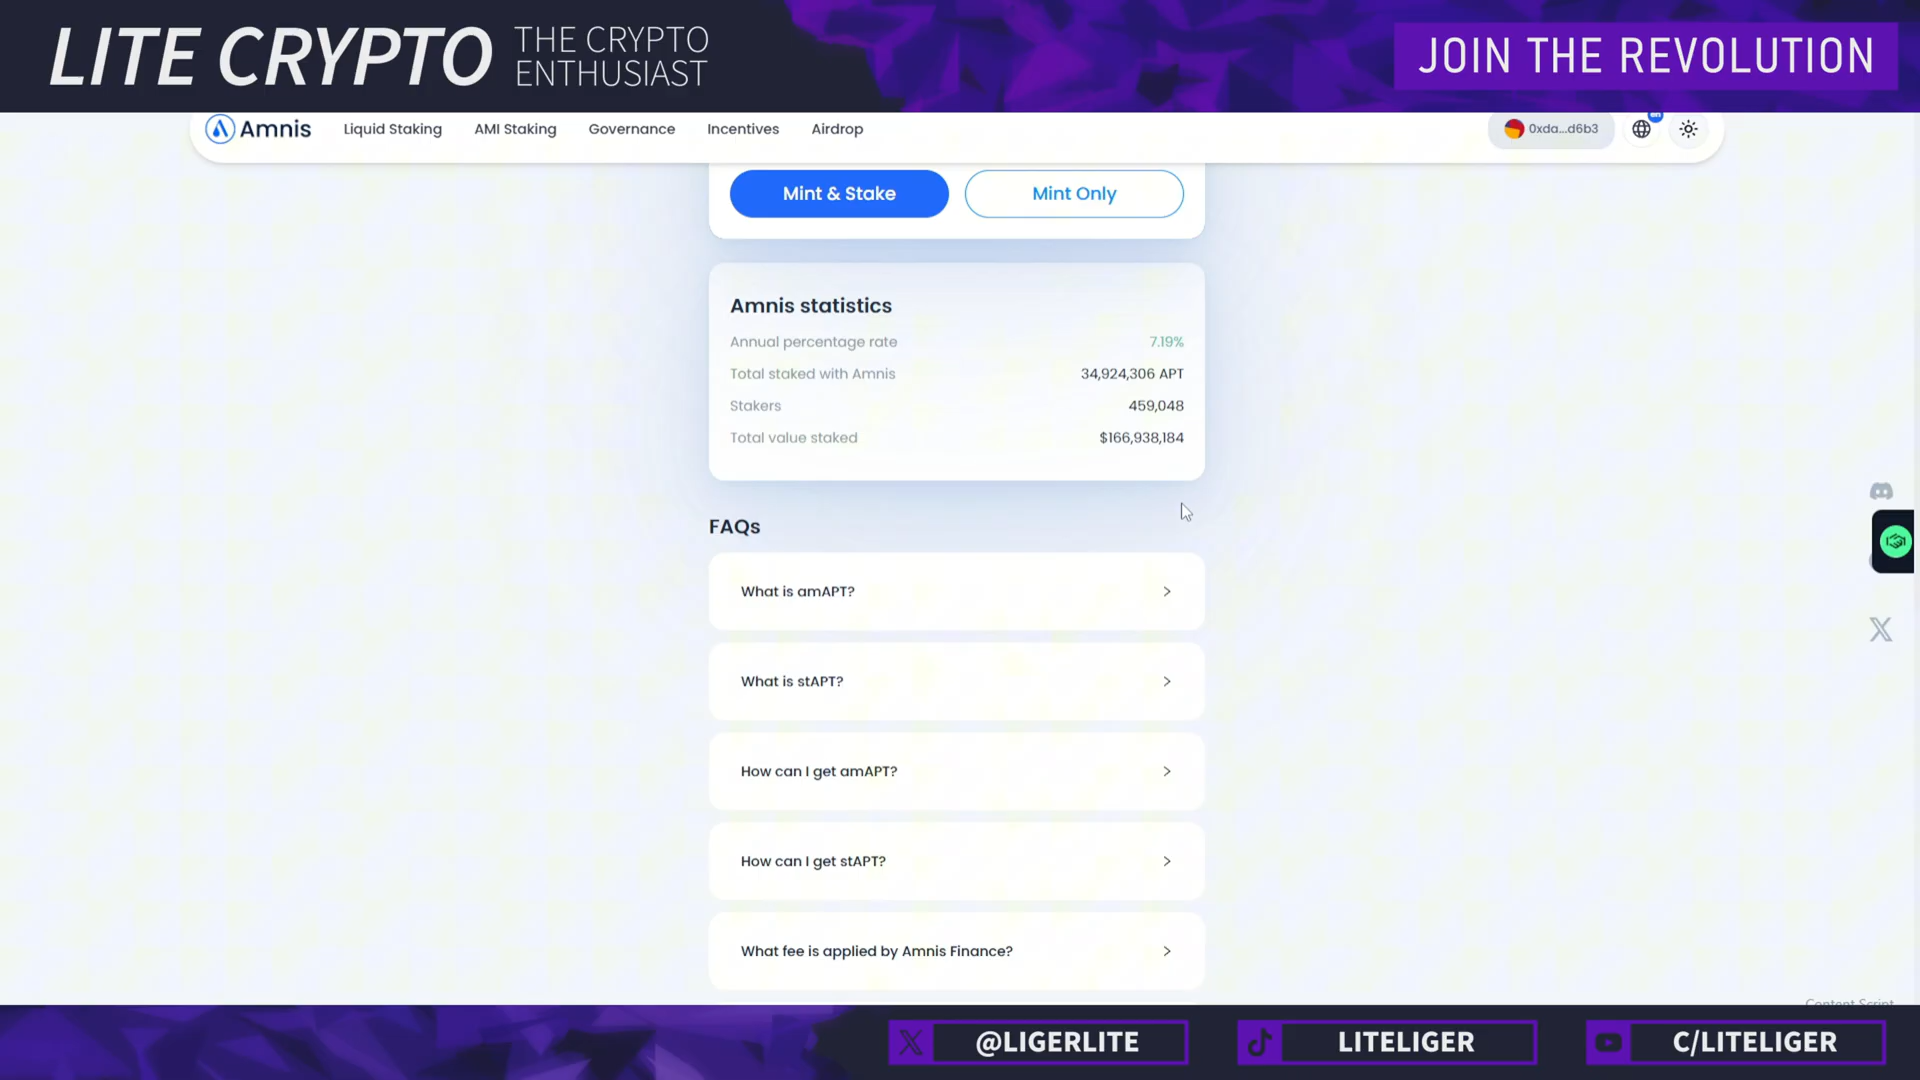 LITE CRYPTO
THE CRYPTO
ENTHUSIAST
JOIN THE REVOLUTION
Amnis
Liquid Staking
AMI Staking
Governance
Incentives
Airdrop
0xda...d6b3
en
Mint & Stake
Mint Only
Amnis statistics
Annual percentage rate 7.19%
Total staked with Amnis 34,924,306 APT
Stakers 459,048
Total value staked $166,938,184
FAQs
What is amAPT?
What is stAPT?
How can I get amAPT?
How can I get stAPT?
What fee is applied by Amnis Finance?
Content Script
@LIGERLITE
LITELIGER
C/LITELIGER